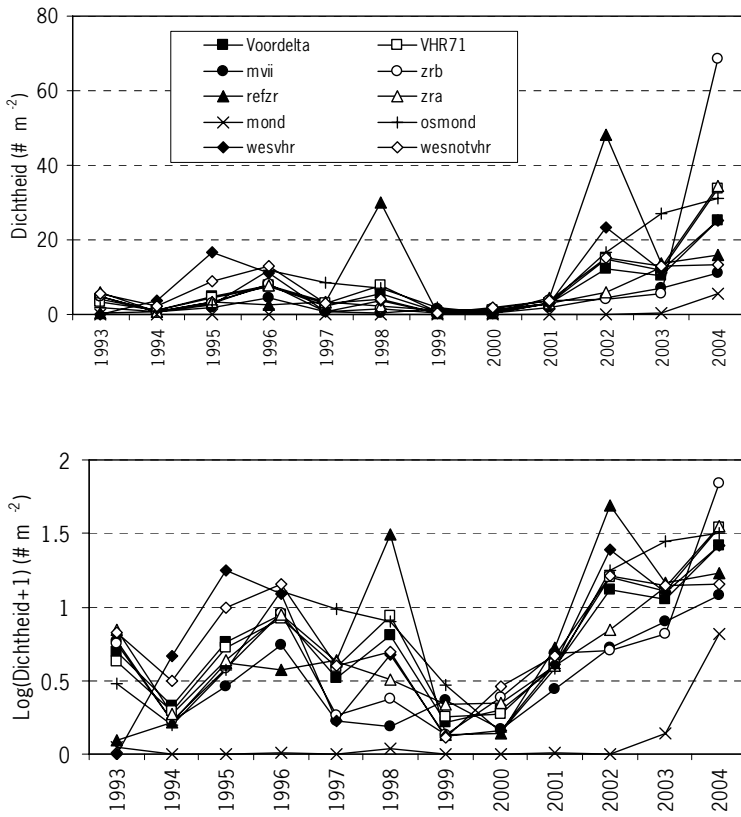 80
60
40
20
0
Dichtheid (# m-2)
Voordelta VHR71
mvii zrb
refzr zra
mond osmond
wesvhr wesnotvhr
1993 1994 1995 1996 1997 1998 1999 2000 2001 2002 2003 2004
2
1.5
1
0.5
0
Log(Dichtheid+1) (# m-2)
1993 1994 1995 1996 1997 1998 1999 2000 2001 2002 2003 2004